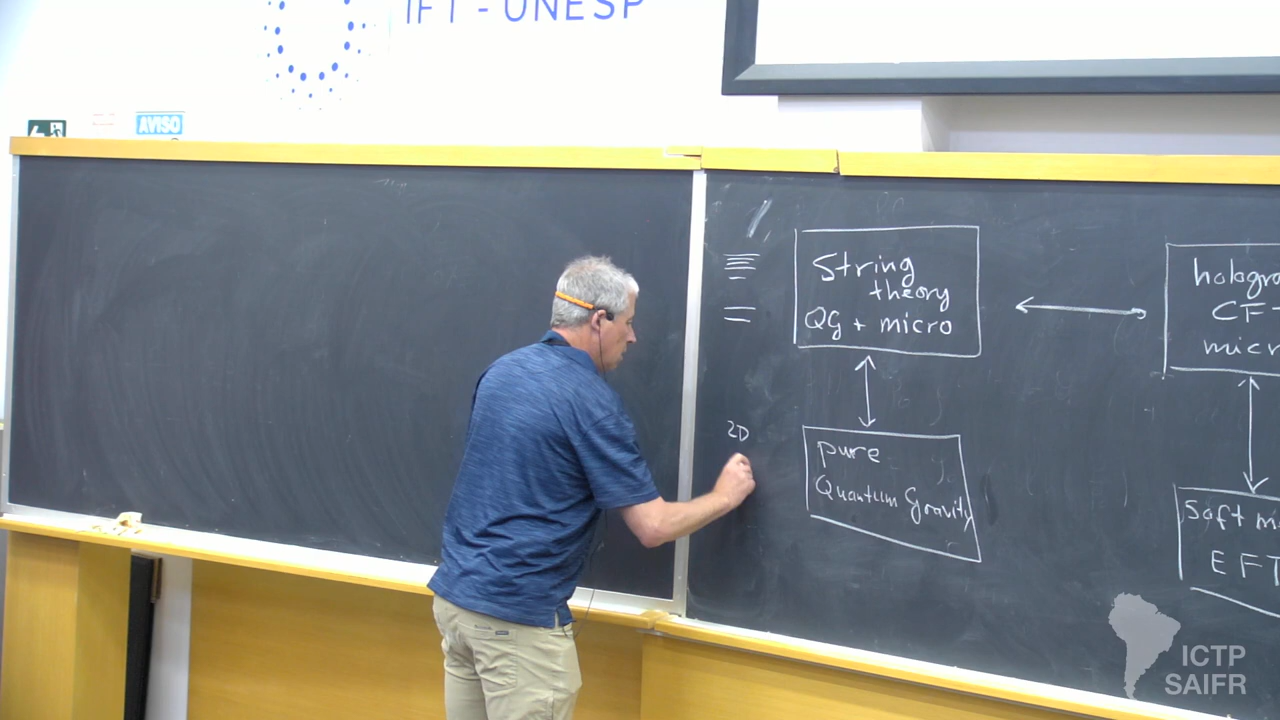 IFT - UNESP
AVISO
String
theory
QG + micro
2D
pure
Quantum Gravity
EFT
ICTP
SAIFR